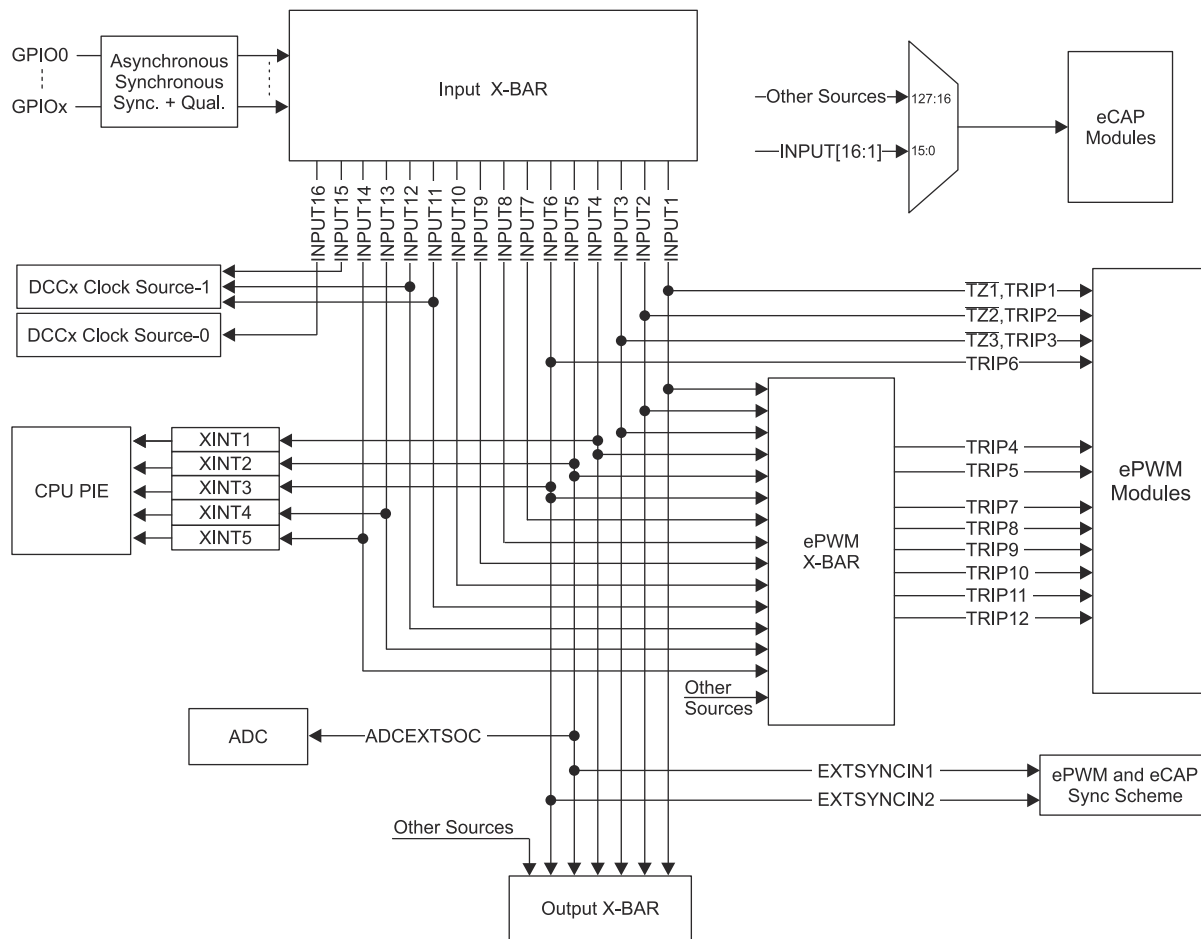 GPIO0
GPIOx
Asynchronous
Synchronous
Sync. + Qual.
Input X-BAR
Other Sources
127:16
INPUT[16:1]
15:0
eCAP
Modules
INPUT16
INPUT15
INPUT14
INPUT13
INPUT12
INPUT11
INPUT10
INPUT9
INPUT8
INPUT7
INPUT6
INPUT5
INPUT4
INPUT3
INPUT2
INPUT1
DCCx Clock Source-1
DCCx Clock Source-0
TZ1,TRIP1
TZ2,TRIP2
TZ3,TRIP3
TRIP6
CPU PIE
XINT1
XINT2
XINT3
XINT4
XINT5
ePWM
X-BAR
TRIP4
TRIP5
TRIP7
TRIP8
TRIP9
TRIP10
TRIP11
TRIP12
ePWM
Modules
Other
Sources
ADC
ADCEXTSOC
EXTSYNCIN1
EXTSYNCIN2
ePWM and eCAP
Sync Scheme
Other Sources
Output X-BAR